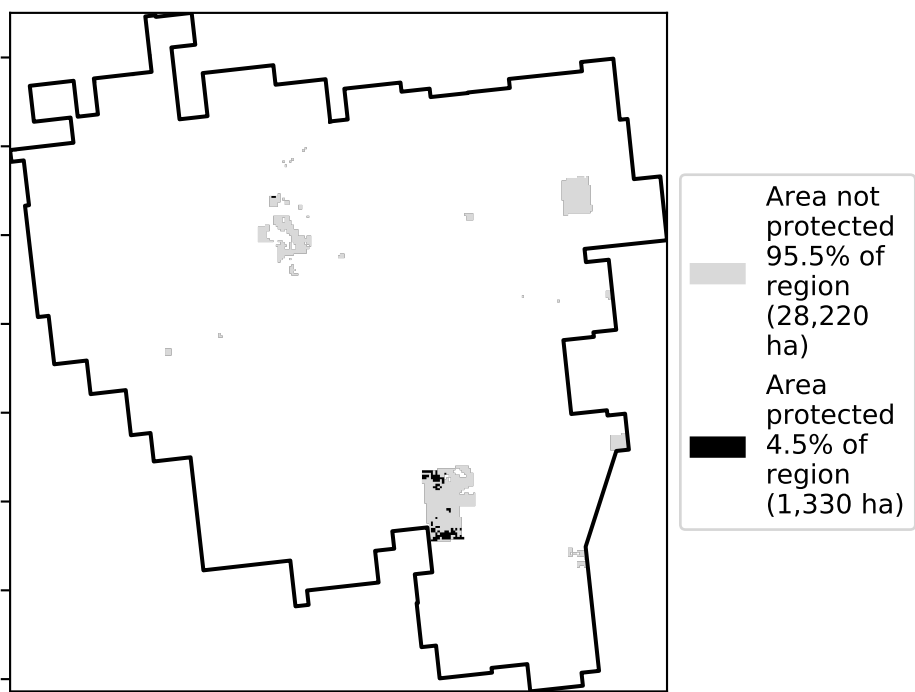 Area not
protected
95.5% of
region
(28,220
ha)
Area
protected
4.5% of
region
(1,330 ha)